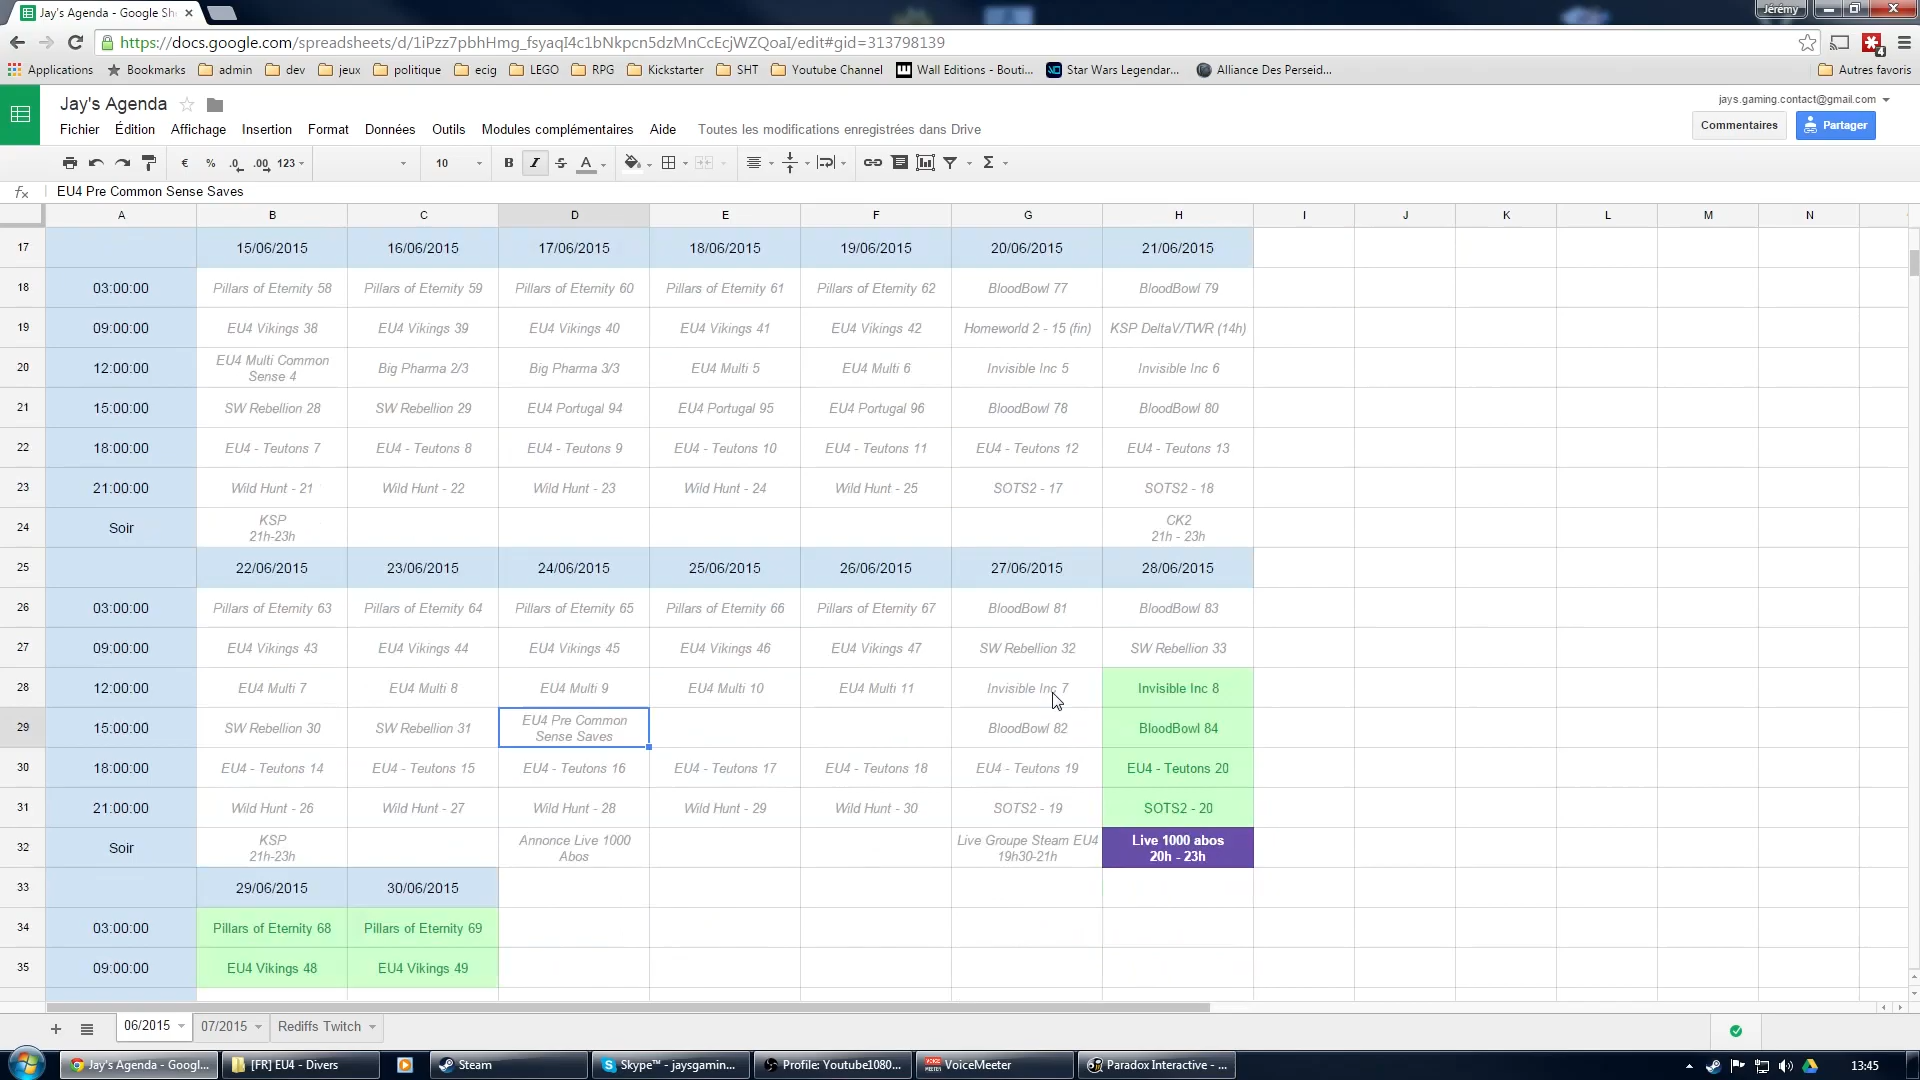 Jay's Agenda - Google She
Jérémy
https://docs.google.com/spreadsheets/d/1iPzz7pbhHmg_fsyaqI4c1bNkpcn5dzMnCcEcjWZQoaI/edit#gid=313798139
4
Applications Bookmarks admin dev jeux politique ecig LEGO RPG Kickstarter SHT Youtube Channel Wall Editions - Bouti... Star Wars Legendar... Alliance Des Perseid... Autres favoris
Jay's Agenda
jays.gaming.contact@gmail.com
Fichier Édition Affichage Insertion Format Données Outils Modules complémentaires Aide Toutes les modifications enregistrées dans Drive
Commentaires Partager
€ % .0 .00 123 10 B I S A Σ
fx EU4 Pre Common Sense Saves
A B C D E F G H I J K L M N
17 15/06/2015 16/06/2015 17/06/2015 18/06/2015 19/06/2015 20/06/2015 21/06/2015
18 03:00:00 Pillars of Eternity 58 Pillars of Eternity 59 Pillars of Eternity 60 Pillars of Eternity 61 Pillars of Eternity 62 BloodBowl 77 BloodBowl 79
19 09:00:00 EU4 Vikings 38 EU4 Vikings 39 EU4 Vikings 40 EU4 Vikings 41 EU4 Vikings 42 Homeworld 2 - 15 (fin) KSP DeltaV/TWR (14h)
20 12:00:00 EU4 Multi Common
Sense 4 Big Pharma 2/3 Big Pharma 3/3 EU4 Multi 5 EU4 Multi 6 Invisible Inc 5 Invisible Inc 6
21 15:00:00 SW Rebellion 28 SW Rebellion 29 EU4 Portugal 94 EU4 Portugal 95 EU4 Portugal 96 BloodBowl 78 BloodBowl 80
22 18:00:00 EU4 - Teutons 7 EU4 - Teutons 8 EU4 - Teutons 9 EU4 - Teutons 10 EU4 - Teutons 11 EU4 - Teutons 12 EU4 - Teutons 13
23 21:00:00 Wild Hunt - 21 Wild Hunt - 22 Wild Hunt - 23 Wild Hunt - 24 Wild Hunt - 25 SOTS2 - 17 SOTS2 - 18
24 Soir KSP CK2
21h-23h 21h - 23h
25 22/06/2015 23/06/2015 24/06/2015 25/06/2015 26/06/2015 27/06/2015 28/06/2015
26 03:00:00 Pillars of Eternity 63 Pillars of Eternity 64 Pillars of Eternity 65 Pillars of Eternity 66 Pillars of Eternity 67 BloodBowl 81 BloodBowl 83
27 09:00:00 EU4 Vikings 43 EU4 Vikings 44 EU4 Vikings 45 EU4 Vikings 46 EU4 Vikings 47 SW Rebellion 32 SW Rebellion 33
28 12:00:00 EU4 Multi 7 EU4 Multi 8 EU4 Multi 9 EU4 Multi 10 EU4 Multi 11 Invisible Inc 7 Invisible Inc 8
29 15:00:00 SW Rebellion 30 SW Rebellion 31 EU4 Pre Common
Sense Saves BloodBowl 82 BloodBowl 84
30 18:00:00 EU4 - Teutons 14 EU4 - Teutons 15 EU4 - Teutons 16 EU4 - Teutons 17 EU4 - Teutons 18 EU4 - Teutons 19 EU4 - Teutons 20
31 21:00:00 Wild Hunt - 26 Wild Hunt - 27 Wild Hunt - 28 Wild Hunt - 29 Wild Hunt - 30 SOTS2 - 19 SOTS2 - 20
32 Soir KSP Annonce Live 1000 Live Groupe Steam EU4 Live 1000 abos
21h-23h Abos 19h30-21h 20h - 23h
33 29/06/2015 30/06/2015
34 03:00:00 Pillars of Eternity 68 Pillars of Eternity 69
35 09:00:00 EU4 Vikings 48 EU4 Vikings 49
+ 06/2015 07/2015 Rediffs Twitch
Jay's Agenda - Googl... [FR] EU4 - Divers Steam Skype™ - jaysgamin... Profile: Youtube1080... VoiceMeeter Paradox Interactive - ... 13:45